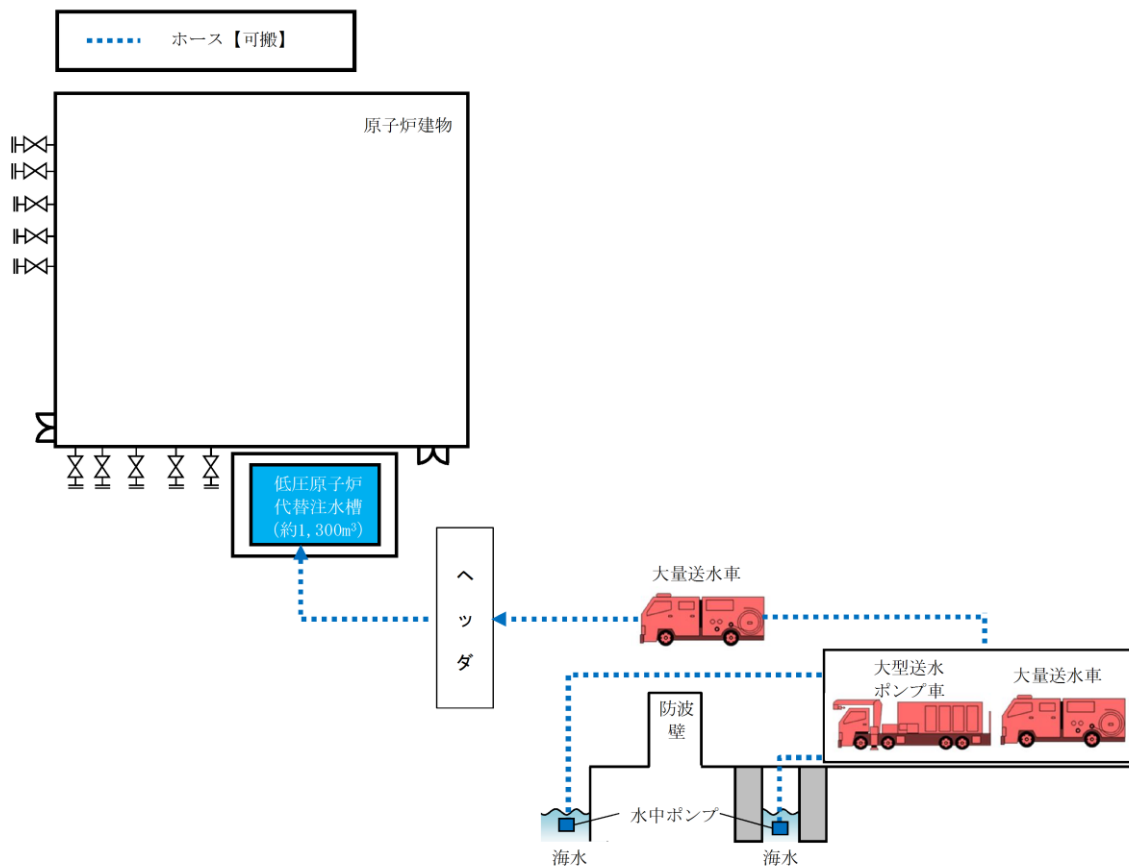 ホース【可搬】
原子炉建物
低圧原子炉
代替注水槽
(約1,300m³)
ヘッダ
大量送水車
大型送水
ポンプ車
大量送水車
防波
壁
水中ポンプ
海水
海水